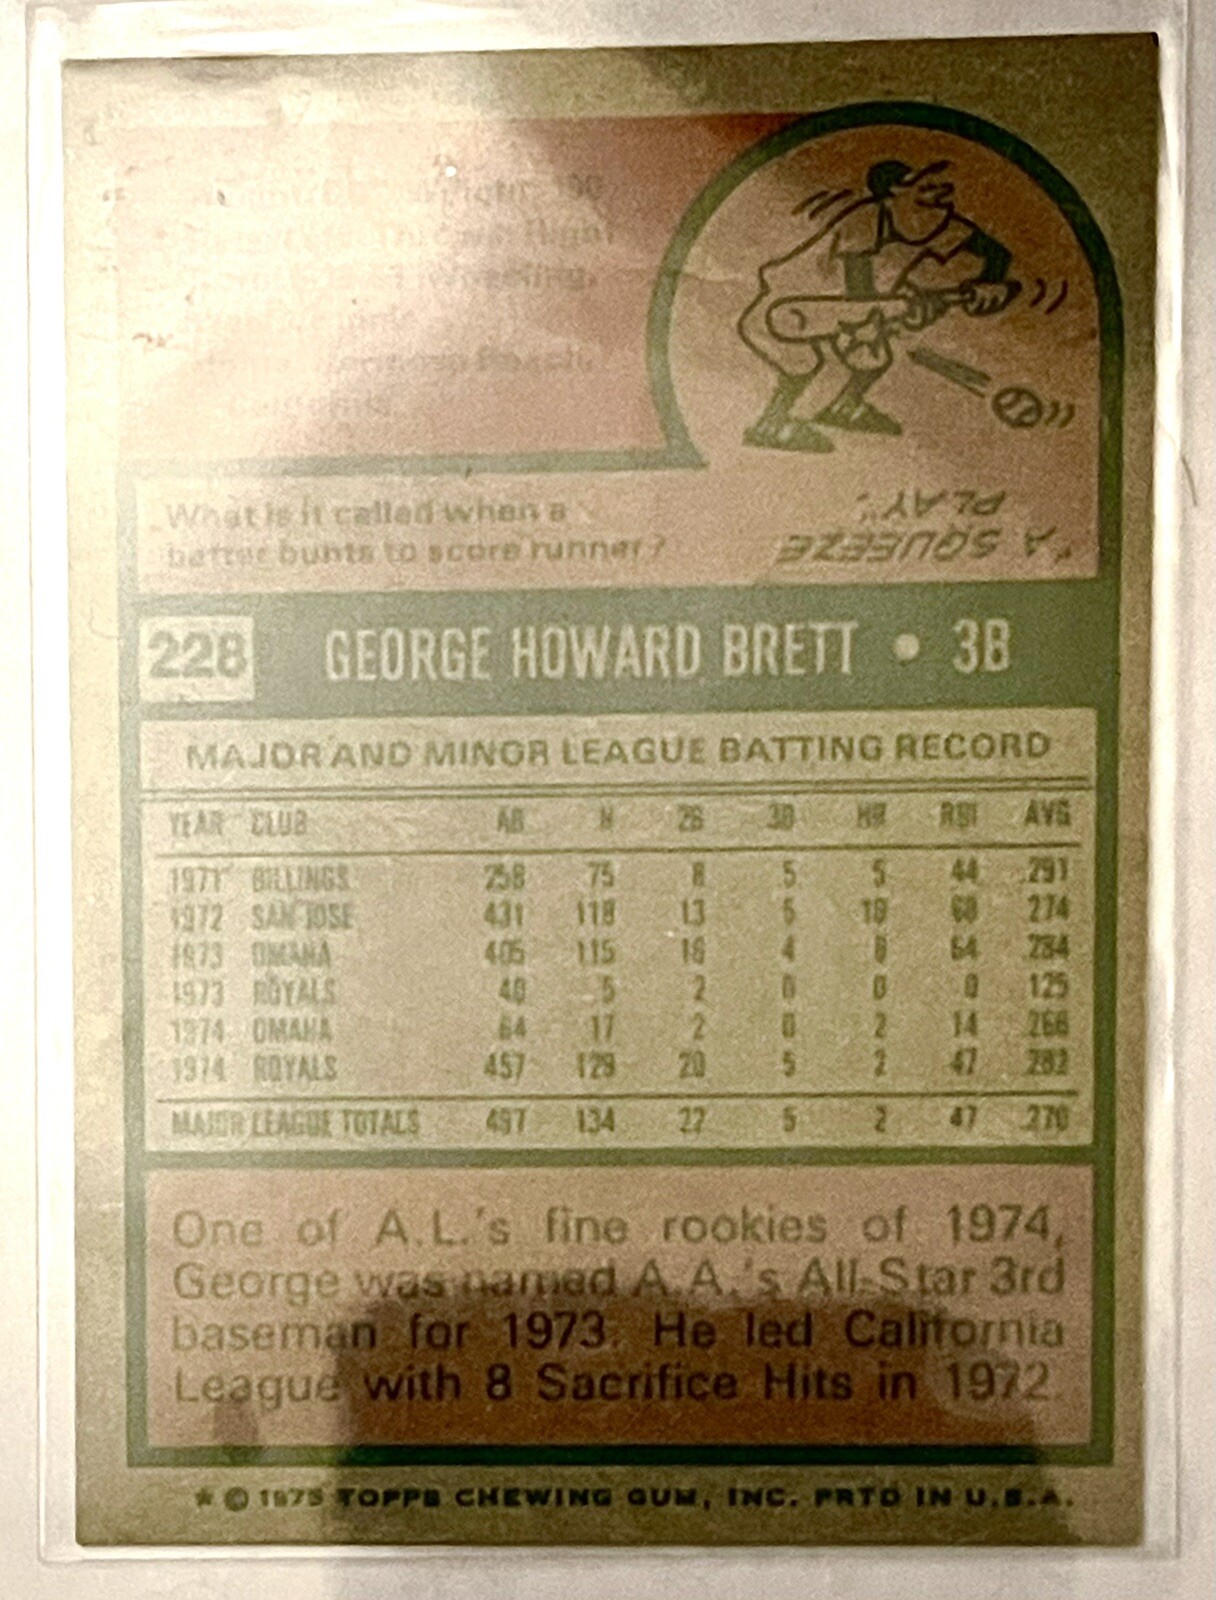 What is it called when a
batter bunts to score runner?
"A SQUEEZE
PLAY".
228 GEORGE HOWARD BRETT • 3B
MAJOR AND MINOR LEAGUE BATTING RECORD
YEAR CLUB AB H 2B 3B HR RBI AVG
1971 BILLINGS 258 75 8 5 5 44 .291
1972 SAN JOSE 431 118 13 5 10 68 .274
1973 OMAHA 405 115 16 4 8 64 .284
1973 ROYALS 40 5 2 0 0 0 .125
1974 OMAHA 64 17 2 0 2 14 .266
1974 ROYALS 457 129 20 5 2 47 .282
MAJOR LEAGUE TOTALS 497 134 22 5 2 47 .270
One of A.L.'s fine rookies of 1974,
George was named A.A.'s All-Star 3rd
baseman for 1973. He led California
League with 8 Sacrifice Hits in 1972.
* © 1975 TOPPS CHEWING GUM, INC. PRTD IN U.S.A.